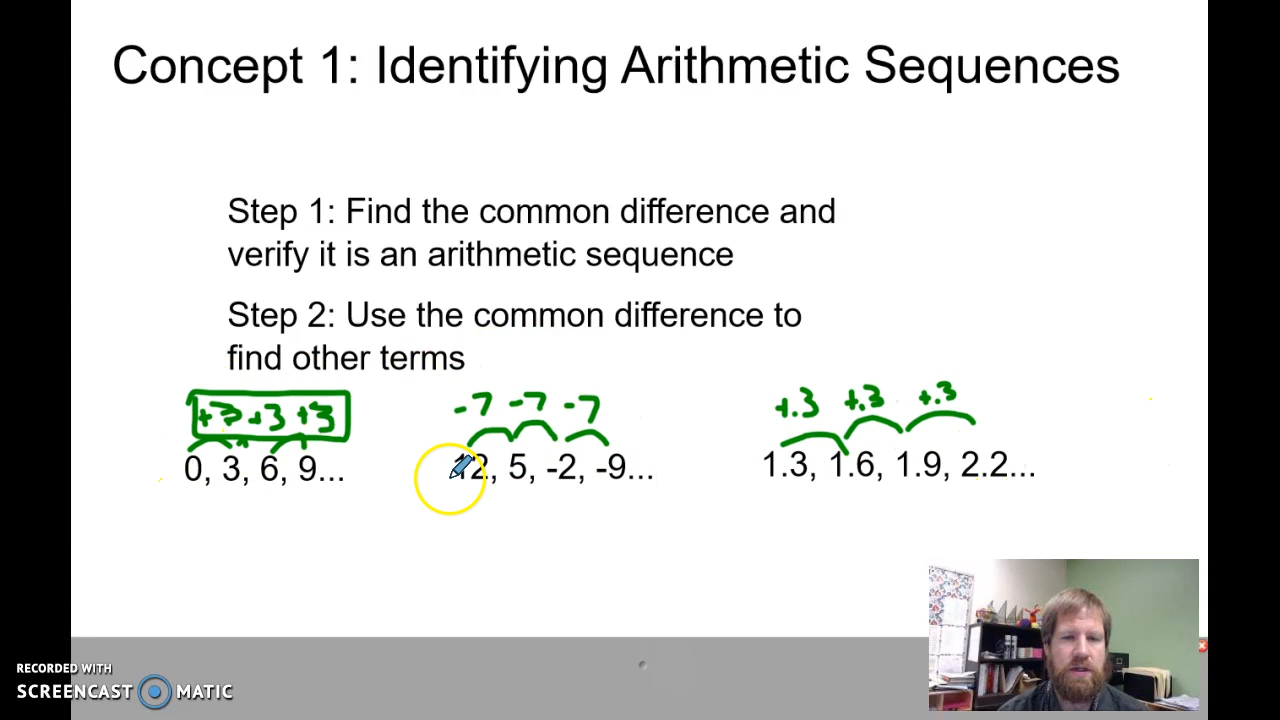 Concept 1: Identifying Arithmetic Sequences
Step 1: Find the common difference and
verify it is an arithmetic sequence
Step 2: Use the common difference to
find other terms
+3 +3 +3
-7 -7 -7
+.3 +.3 +.3
0, 3, 6, 9...
12, 5, -2, -9...
1.3, 1.6, 1.9, 2.2...
RECORDED WITH
SCREENCAST MATIC